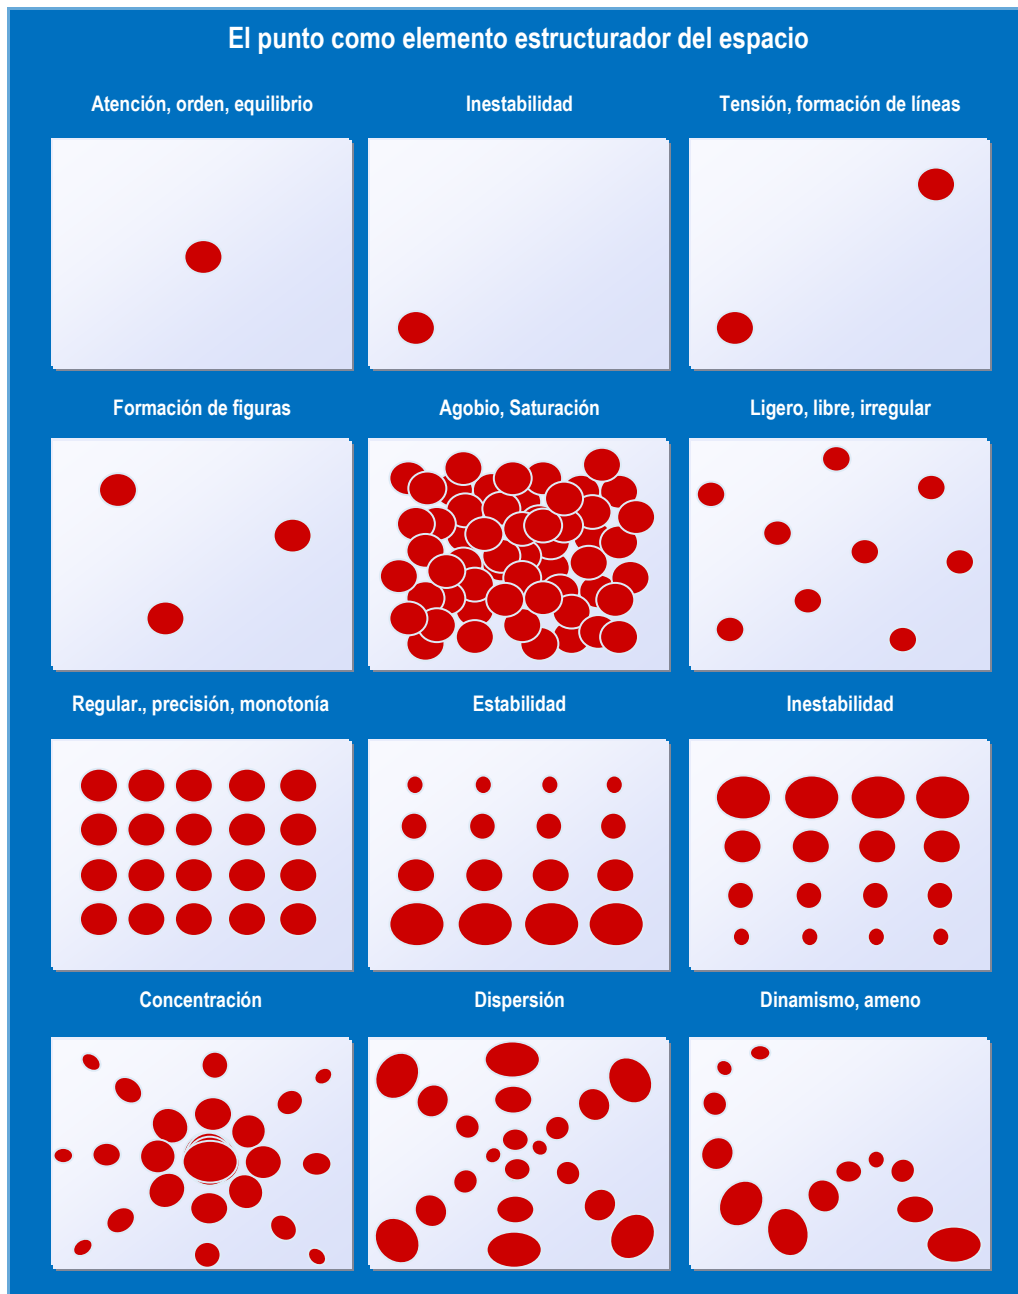 El punto como elemento estructurador del espacio
Atención, orden, equilibrio
Inestabilidad
Tensión, formación de líneas
Formación de figuras
Agobio, Saturación
Ligero, libre, irregular
Regular., precisión, monotonía
Estabilidad
Inestabilidad
Concentración
Dispersión
Dinamismo, ameno